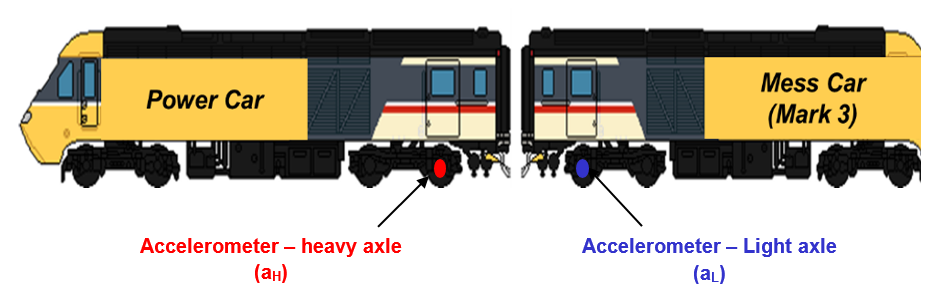 Power Car
Mess Car
(Mark 3)
Accelerometer – heavy axle
(aH)
Accelerometer – Light axle
(aL)